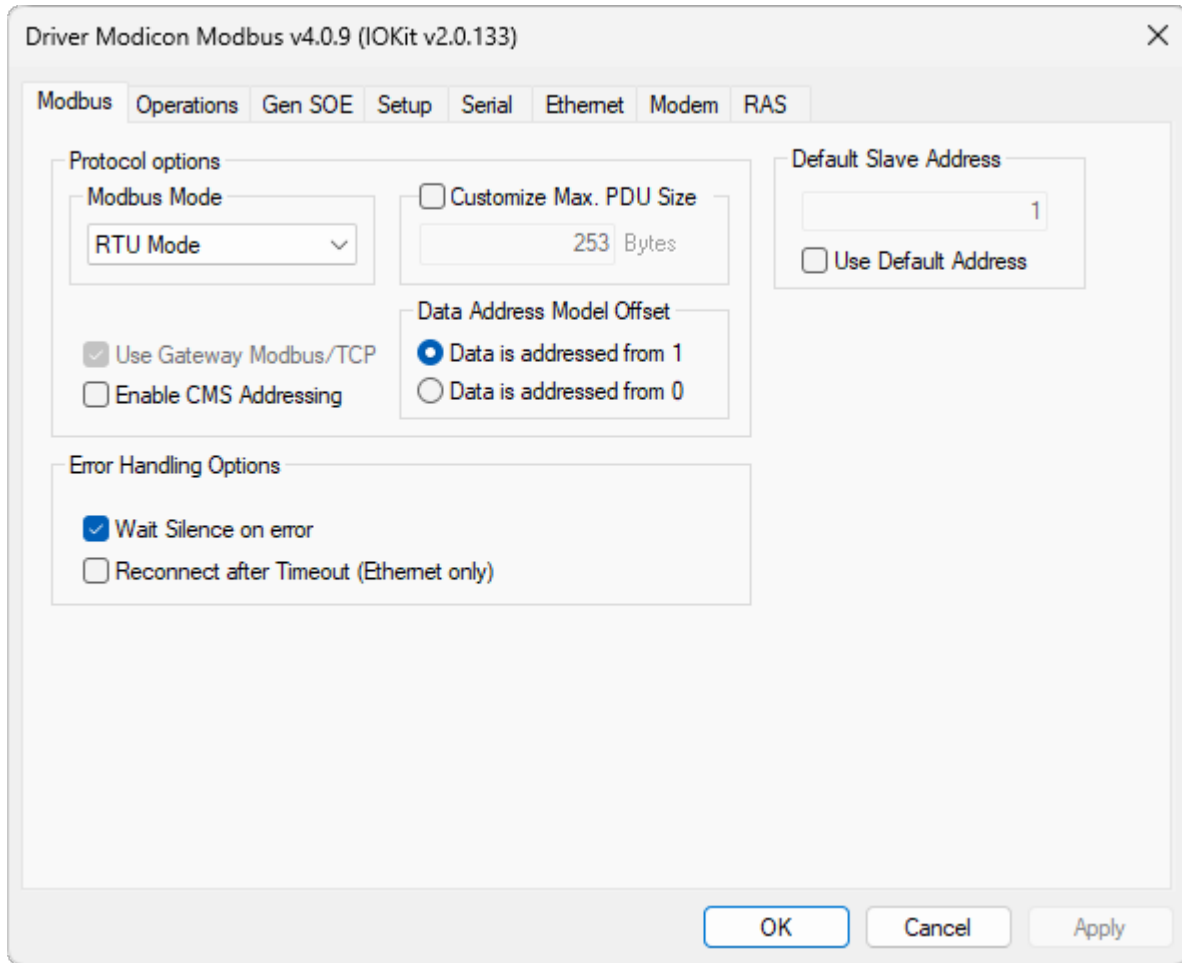 Driver Modicon Modbus v4.0.9 (IOKit v2.0.133)
Modbus Operations Gen SOE Setup Serial Ethernet Modem RAS
Protocol options
Modbus Mode
RTU Mode
Customize Max. PDU Size
253 Bytes
Use Gateway Modbus/TCP
Enable CMS Addressing
Data Address Model Offset
Data is addressed from 1
Data is addressed from 0
Default Slave Address
1
Use Default Address
Error Handling Options
Wait Silence on error
Reconnect after Timeout (Ethernet only)
OK Cancel Apply